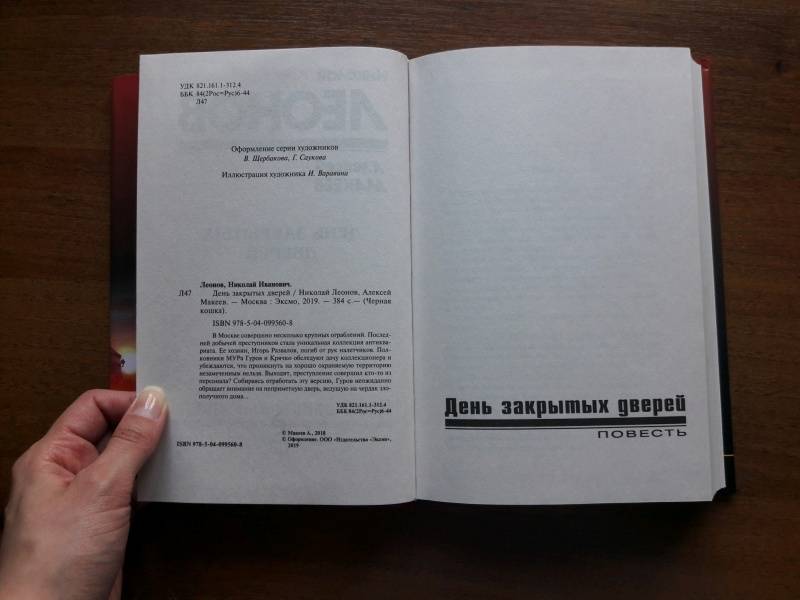 УДК 821.161.1-312.4
ББК 84(2Рос=Рус)6-44
Л47
Оформление серии художников
В. Щербакова, Г. Саукова
Иллюстрация художника И. Варавина
Леонов, Николай Иванович.
Л47 День закрытых дверей / Николай Леонов, Алексей
Макеев. — Москва : Эксмо, 2019. — 384 с.— (Черная
кошка).
ISBN 978-5-04-099560-8
В Москве совершено несколько крупных ограблений. Послед-
ней добычей преступников стала уникальная коллекция антиква-
риата. Ее хозяин, Игорь Развалов, погиб от рук налетчиков. Пол-
ковники МУРа Гуров и Крячко обследуют дачу коллекционера и
убеждаются, что проникнуть на хорошо охраняемую территорию
незамеченным нельзя. Выходит, преступление совершил кто-то из
персонала? Собираясь отработать эту версию, Гуров неожиданно
обращает внимание на неприметную дверь, ведущую на чердак зло-
получного дома...
УДК 821.161.1-312.4
ББК 84(2Рос=Рус)6-44
© Макеев А., 2018
© Оформление. ООО «Издательство «Эксмо»,
2019
ISBN 978-5-04-099560-8
День закрытых дверей
ПОВЕСТЬ